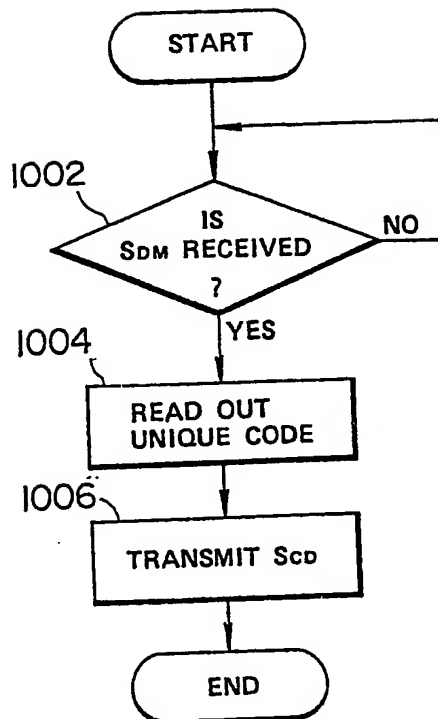 START
1002
IS
SDM RECEIVED
?
NO
YES
1004
READ OUT
UNIQUE CODE
1006
TRANSMIT SCD
END